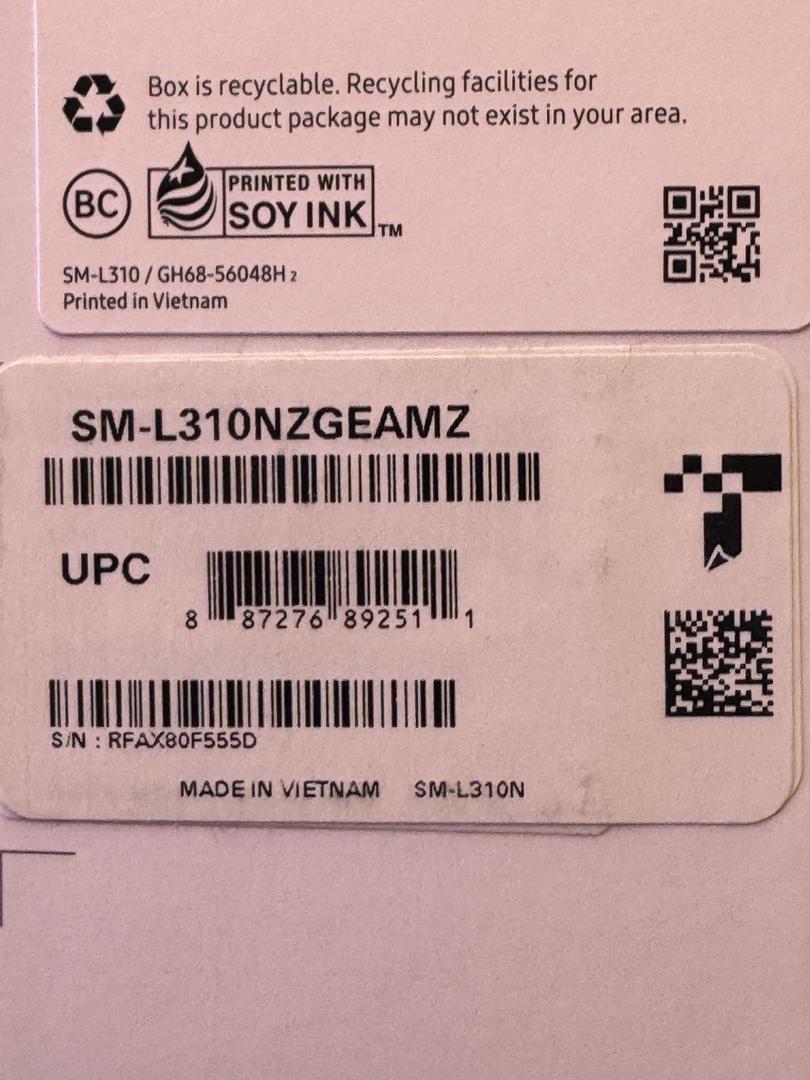 Box is recyclable. Recycling facilities for
this product package may not exist in your area.
BC
PRINTED WITH
SOY INK TM
SM-L310 / GH68-56048H 2
Printed in Vietnam
SM-L310NZGEAMZ
UPC
8 87276 89251 1
S/N : RFAX80F555D
MADE IN VIETNAM SM-L310N